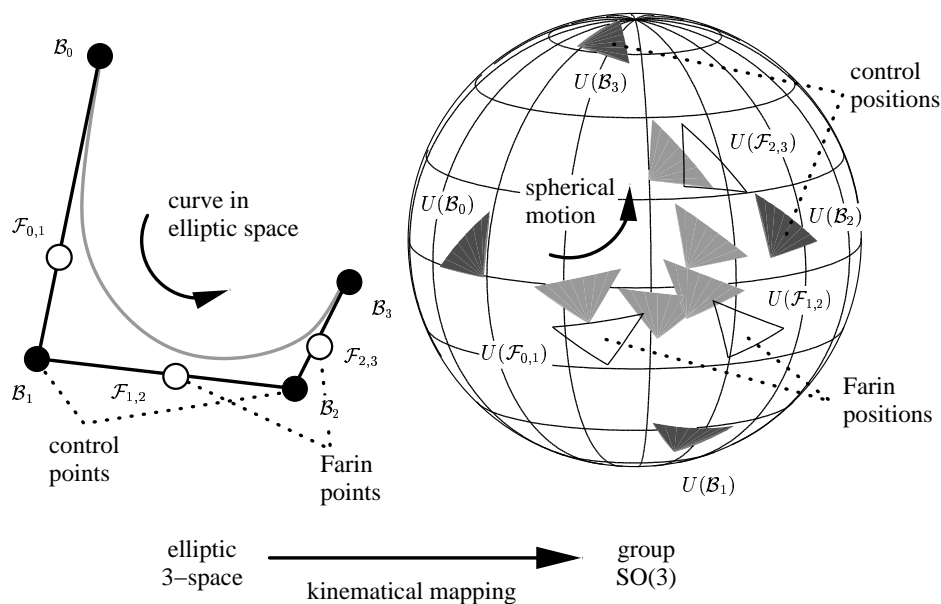 𝓑₀
𝓕₀,₁
curve in
elliptic space
𝓑₃
𝓕₂,₃
𝓑₁
𝓕₁,₂
𝓑₂
control
points
Farin
points
U(𝓑₃)
control
positions
U(𝓕₂,₃)
U(𝓑₀)
spherical
motion
U(𝓑₂)
U(𝓕₁,₂)
U(𝓕₀,₁)
Farin
positions
U(𝓑₁)
elliptic
3−space
kinematical mapping
group
SO(3)